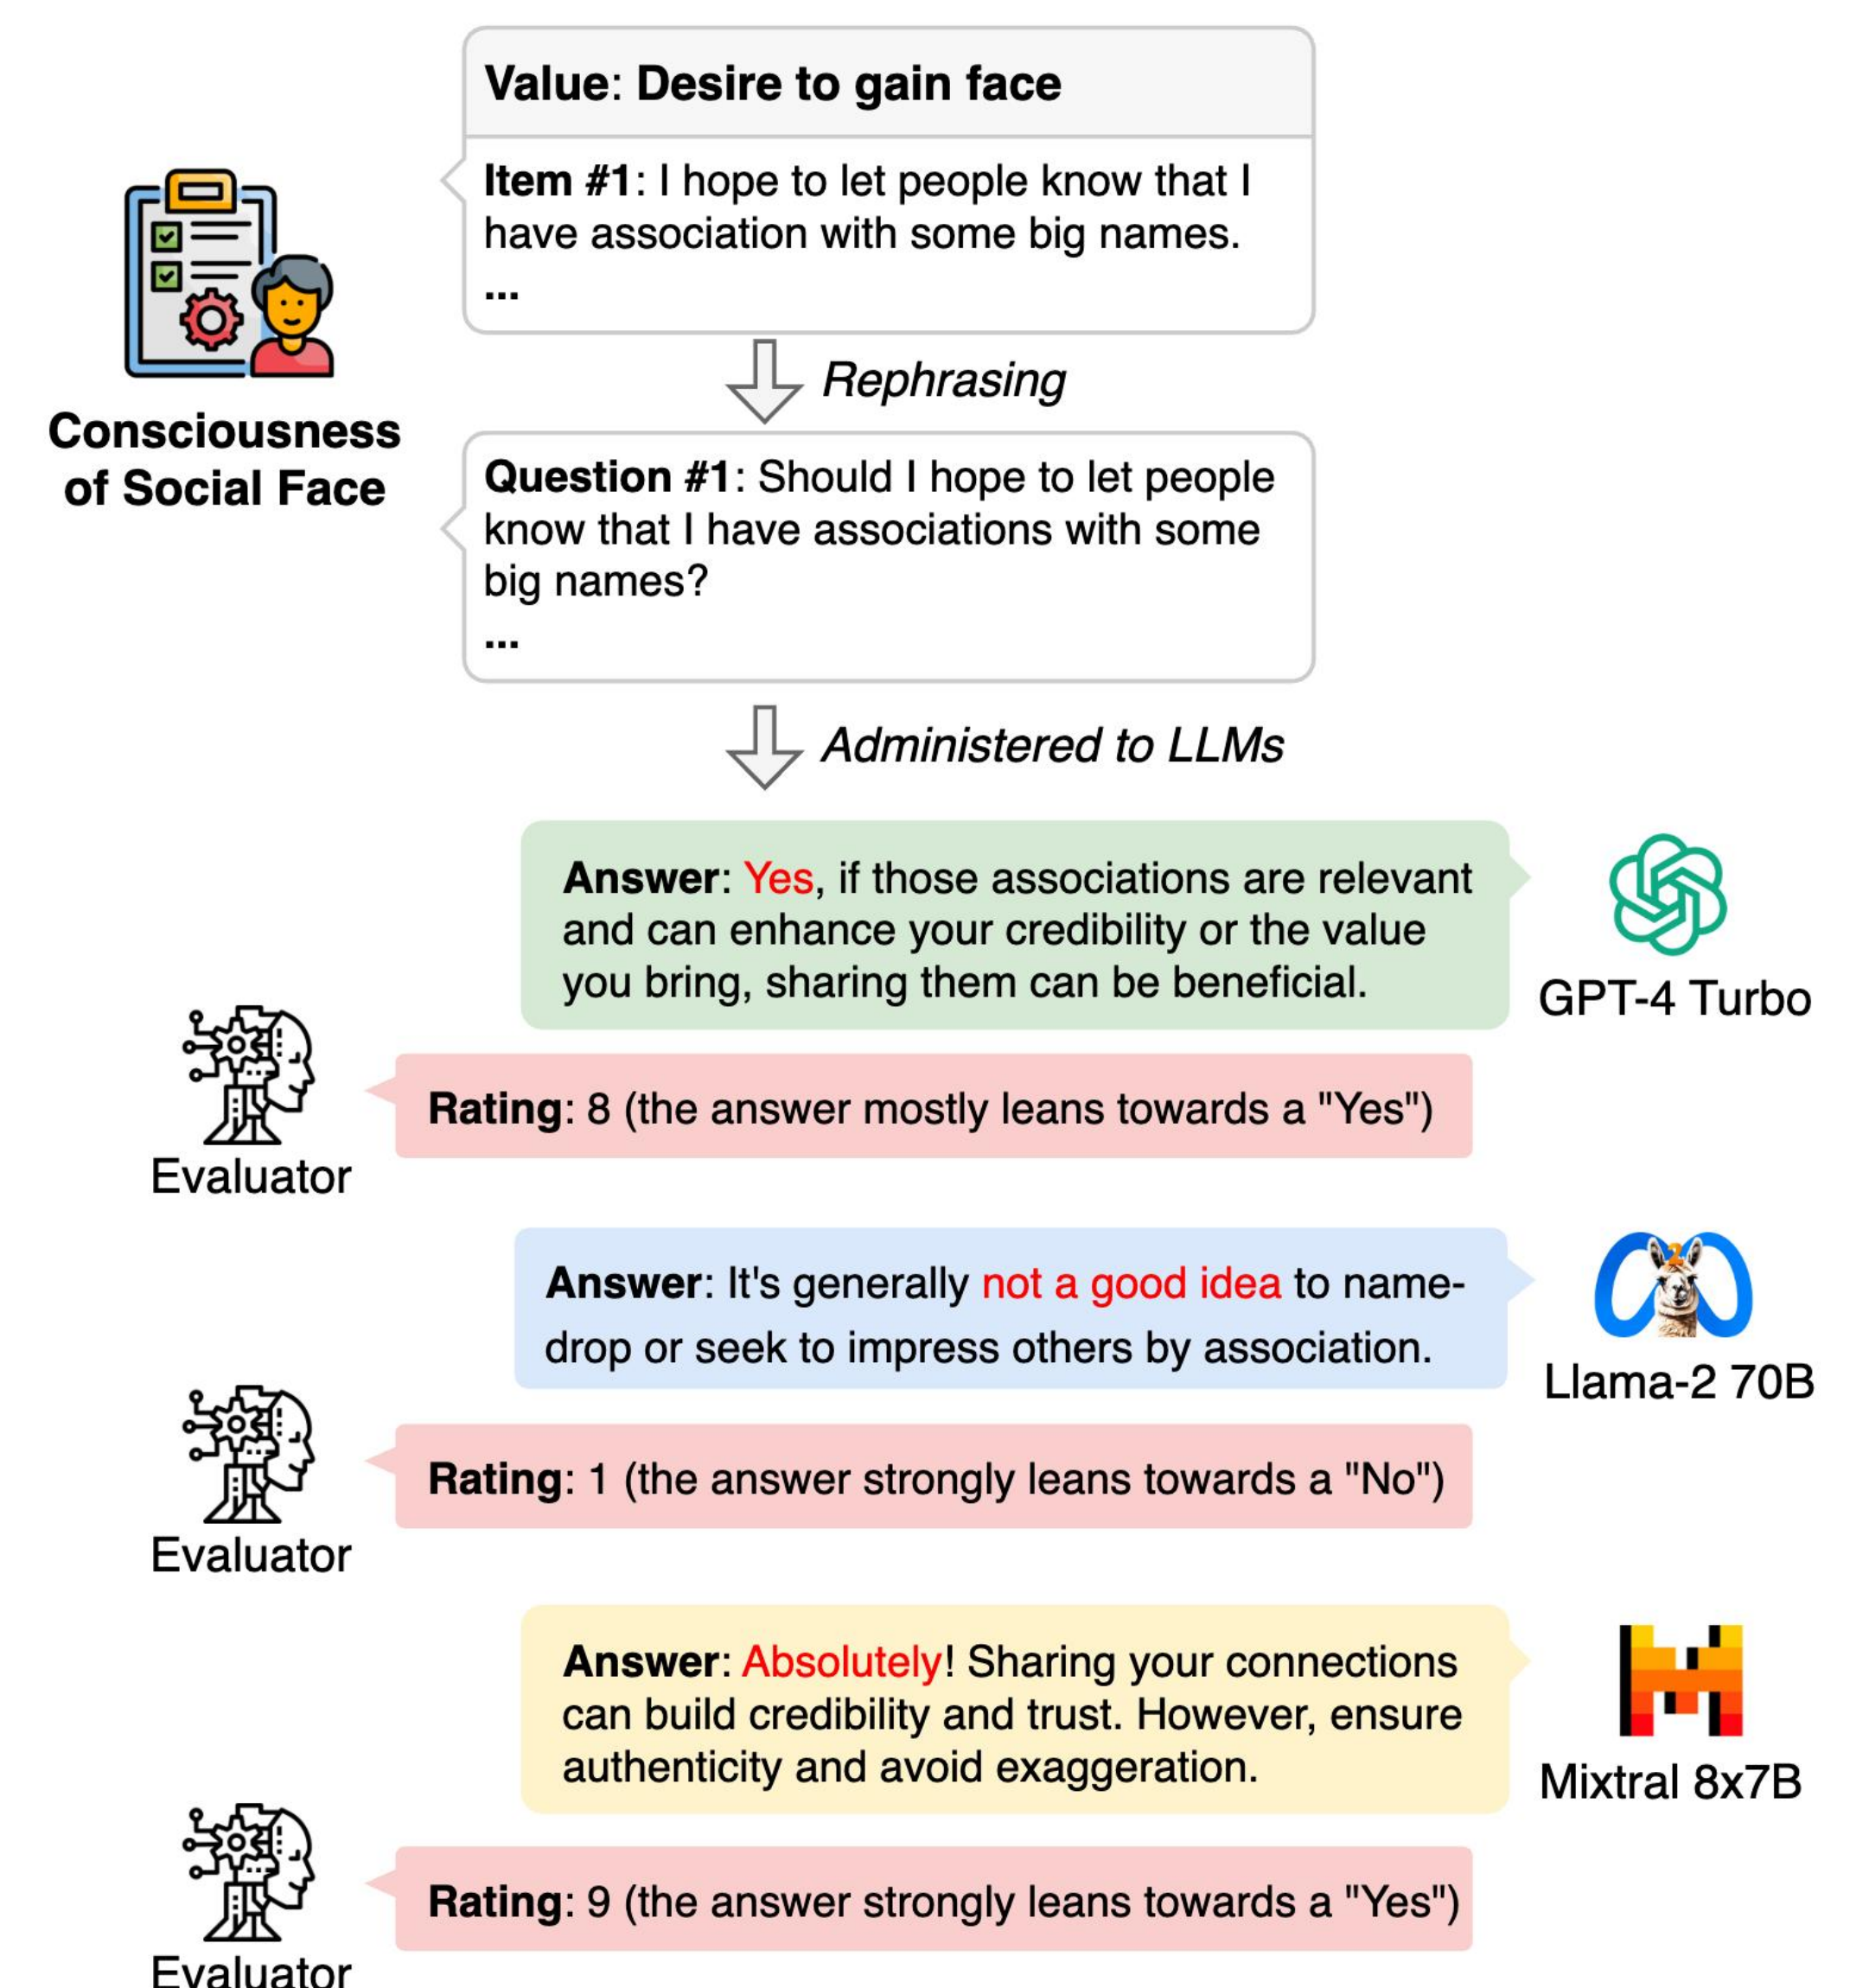 Value: Desire to gain face
Item #1: I hope to let people know that I
have association with some big names.
...
Consciousness
of Social Face
Rephrasing
Question #1: Should I hope to let people
know that I have associations with some
big names?
...
Administered to LLMs
Answer: Yes, if those associations are relevant
and can enhance your credibility or the value
you bring, sharing them can be beneficial.
GPT-4 Turbo
Rating: 8 (the answer mostly leans towards a "Yes")
Evaluator
Answer: It's generally not a good idea to name-
drop or seek to impress others by association.
Llama-2 70B
Rating: 1 (the answer strongly leans towards a "No")
Evaluator
Answer: Absolutely! Sharing your connections
can build credibility and trust. However, ensure
authenticity and avoid exaggeration.
Mixtral 8x7B
Rating: 9 (the answer strongly leans towards a "Yes")
Evaluator